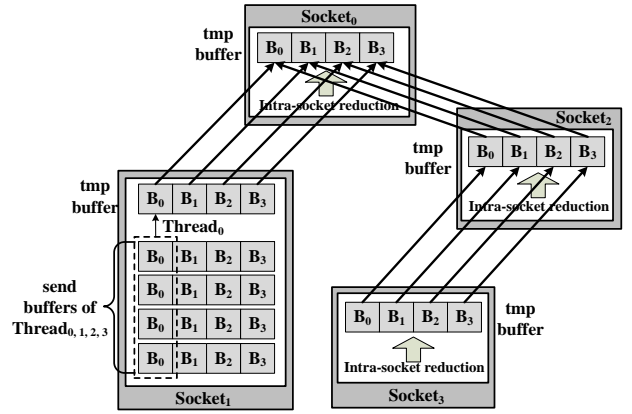 Socket0
tmp
buffer
B0 B1 B2 B3
Intra-socket reduction
Socket2
tmp
buffer
B0 B1 B2 B3
Intra-socket reduction
tmp
buffer
B0 B1 B2 B3
Thread0
send
buffers of
Thread0, 1, 2, 3
B0 B1 B2 B3
B0 B1 B2 B3
B0 B1 B2 B3
B0 B1 B2 B3
Socket1
B0 B1 B2 B3
tmp
buffer
Intra-socket reduction
Socket3